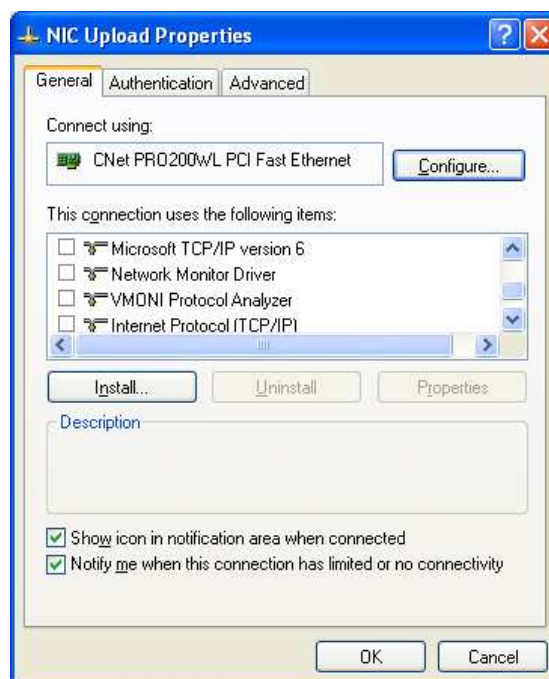 NIC Upload Properties
General Authentication Advanced
Connect using:
CNet PRO200WL PCI Fast Ethernet
Configure...
This connection uses the following items:
Microsoft TCP/IP version 6
Network Monitor Driver
VMONI Protocol Analyzer
Internet Protocol (TCP/IP)
Install... Uninstall Properties
Description
Show icon in notification area when connected
Notify me when this connection has limited or no connectivity
OK Cancel